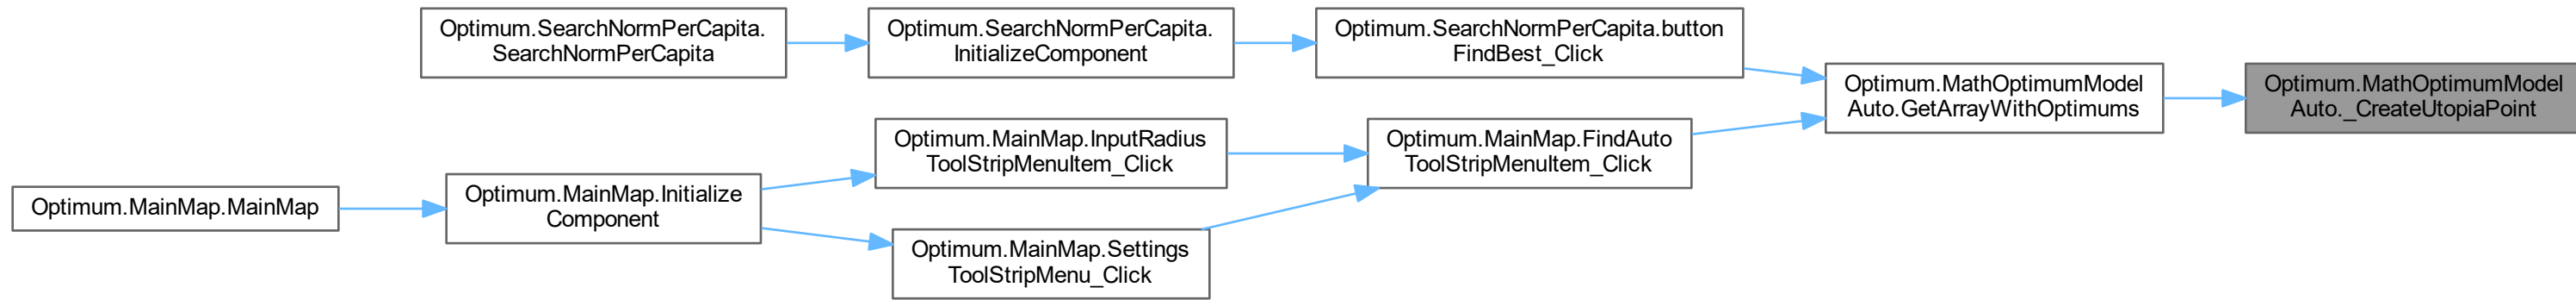 Optimum.SearchNormPerCapita.
SearchNormPerCapita
Optimum.SearchNormPerCapita.
InitializeComponent
Optimum.SearchNormPerCapita.button
FindBest_Click
Optimum.MathOptimumModel
Auto.GetArrayWithOptimums
Optimum.MathOptimumModel
Auto._CreateUtopiaPoint
Optimum.MainMap.InputRadius
ToolStripMenuItem_Click
Optimum.MainMap.FindAuto
ToolStripMenuItem_Click
Optimum.MainMap.MainMap
Optimum.MainMap.Initialize
Component
Optimum.MainMap.Settings
ToolStripMenu_Click